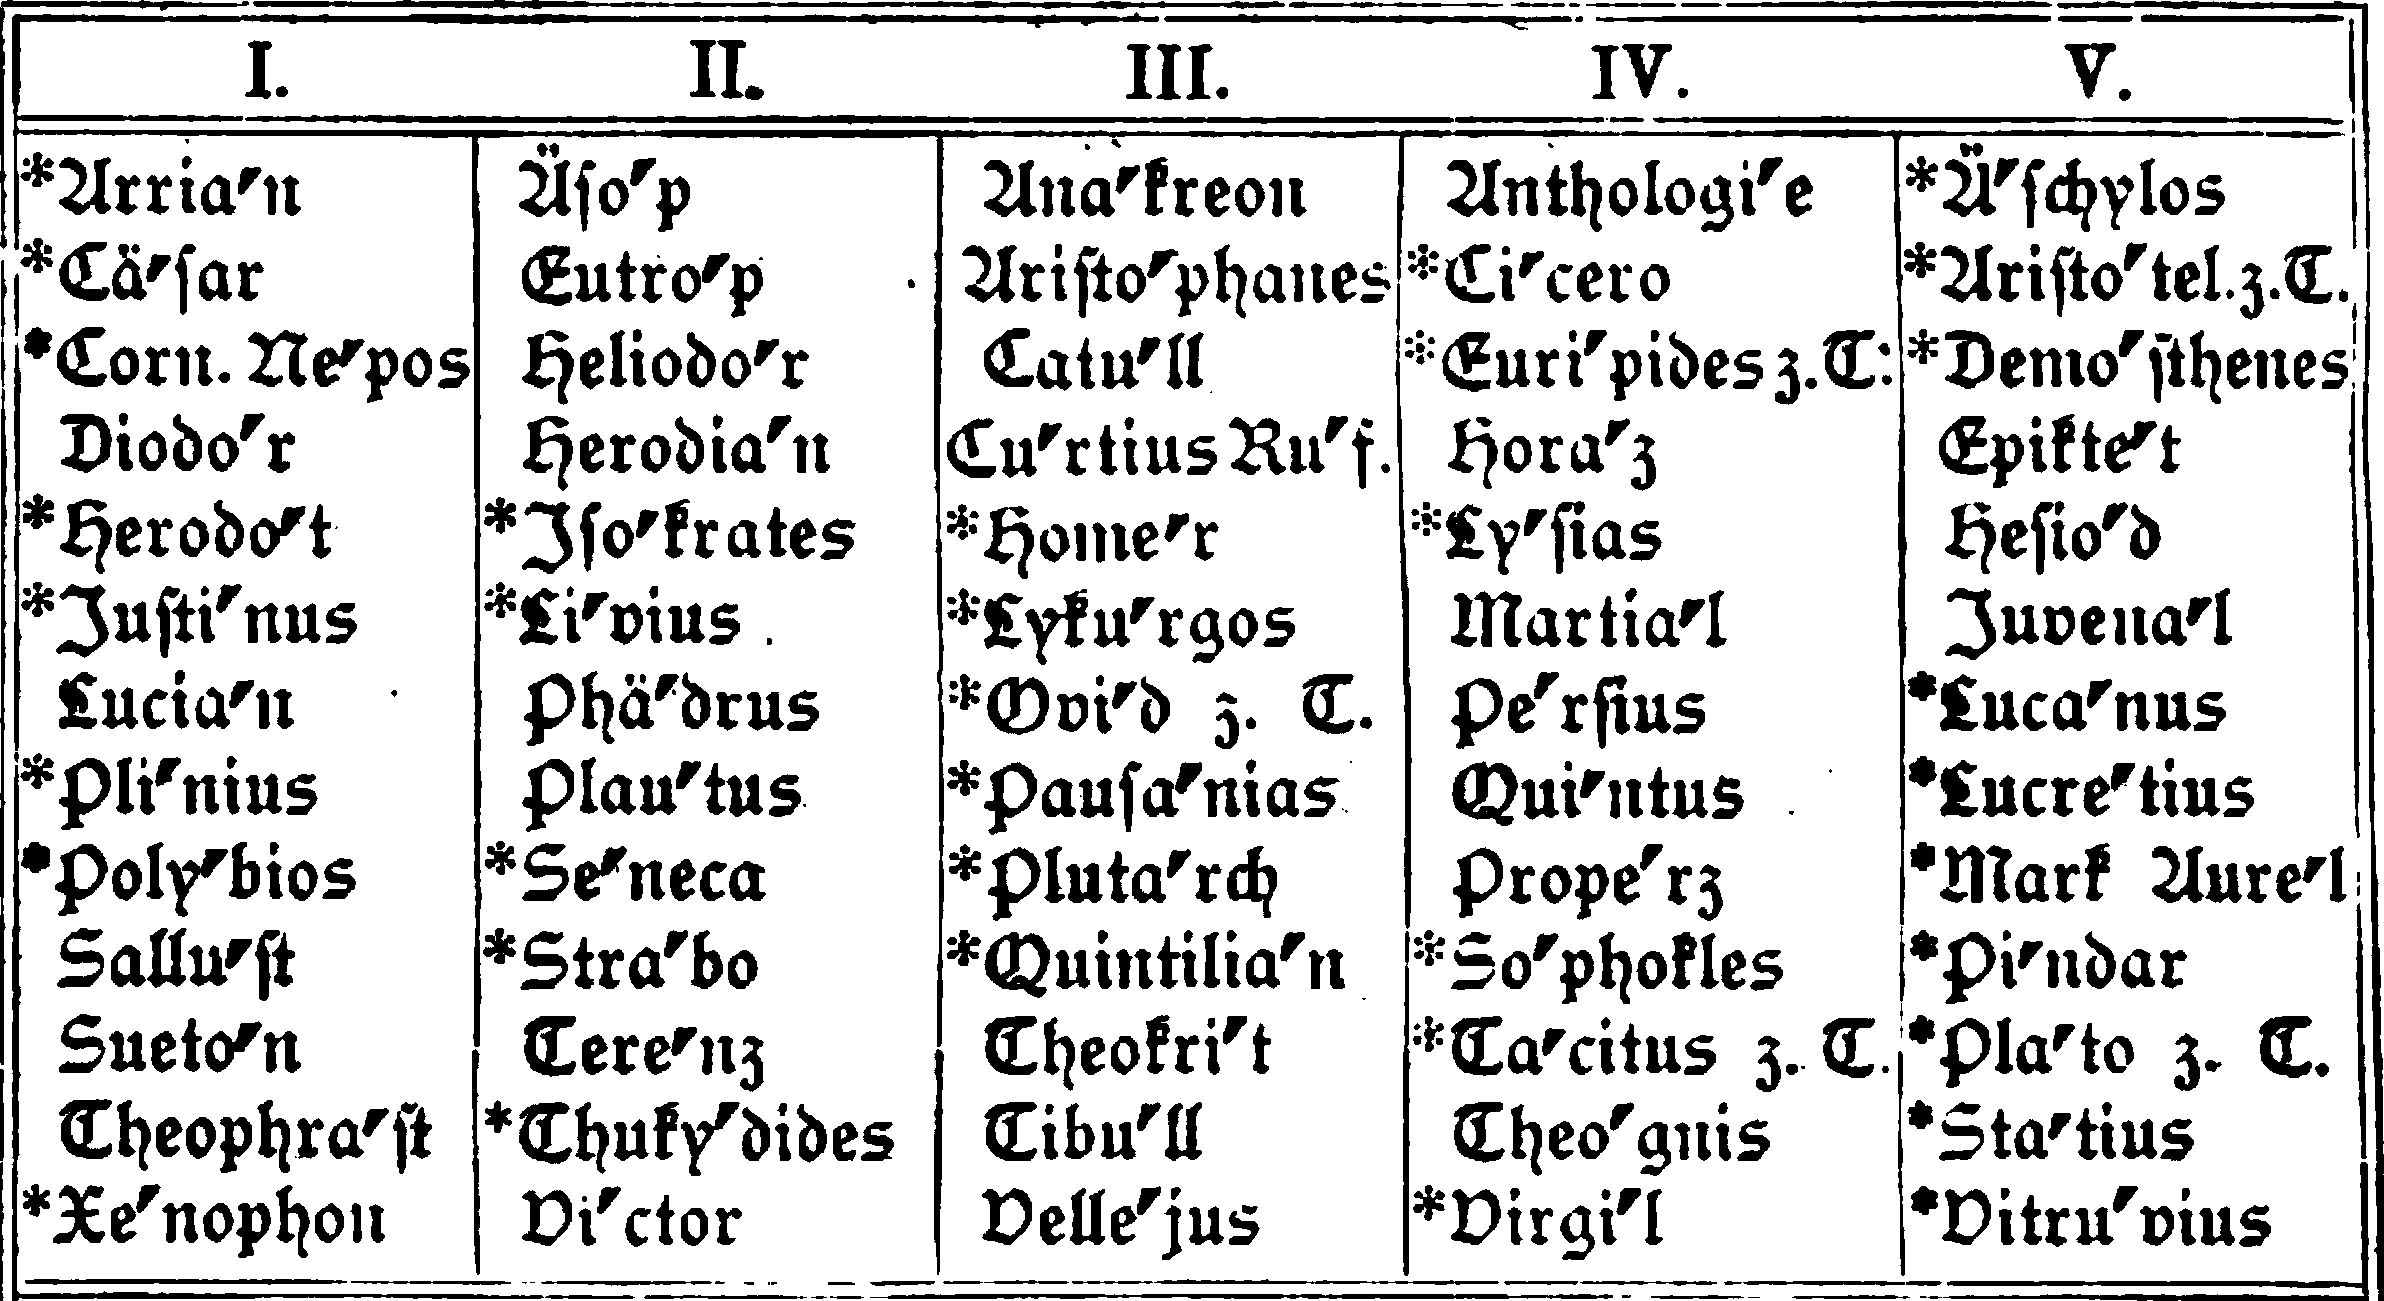 I. II. III. IV. V.
*Arria′n Äſo′p Ana′kreon Anthologi′e *Ä′ſchylos
*Cä′ſar Eutro′p Ariſto′phanes *Ci′cero *Ariſto′tel. z. T.
*Corn. Ne′pos Heliodo′r Catu′ll *Euri′pides z. T. *Demo′ſthenes
Diodo′r Herodia′n Cu′rtius Ru′f. Hora′z Epikte′t
*Herodo′t *Iſo′krates *Home′r *Ly′ſias Heſio′d
*Juſti′nus *Li′vius *Lyku′rgos Martia′l Juvena′l
Lucia′n Phä′drus *Ovi′d z. T. Pe′rſius *Luca′nus
*Pli′nius Plau′tus *Pauſa′nias Qui′ntus *Lucre′tius
*Poly′bios *Se′neca *Pluta′rch Prope′rz *Mark Aure′l
Sallu′ſt *Stra′bo *Quintilia′n *So′phokles *Pi′ndar
Sueto′n Tere′nz Theokri′t *Ta′citus z. T. *Pla′to z. T.
Theophra′ſt *Thuky′dides Tibu′ll Theo′gnis *Sta′tius
*Xe′nophon Vi′ctor Velle′jus *Virgi′l *Vitru′vius